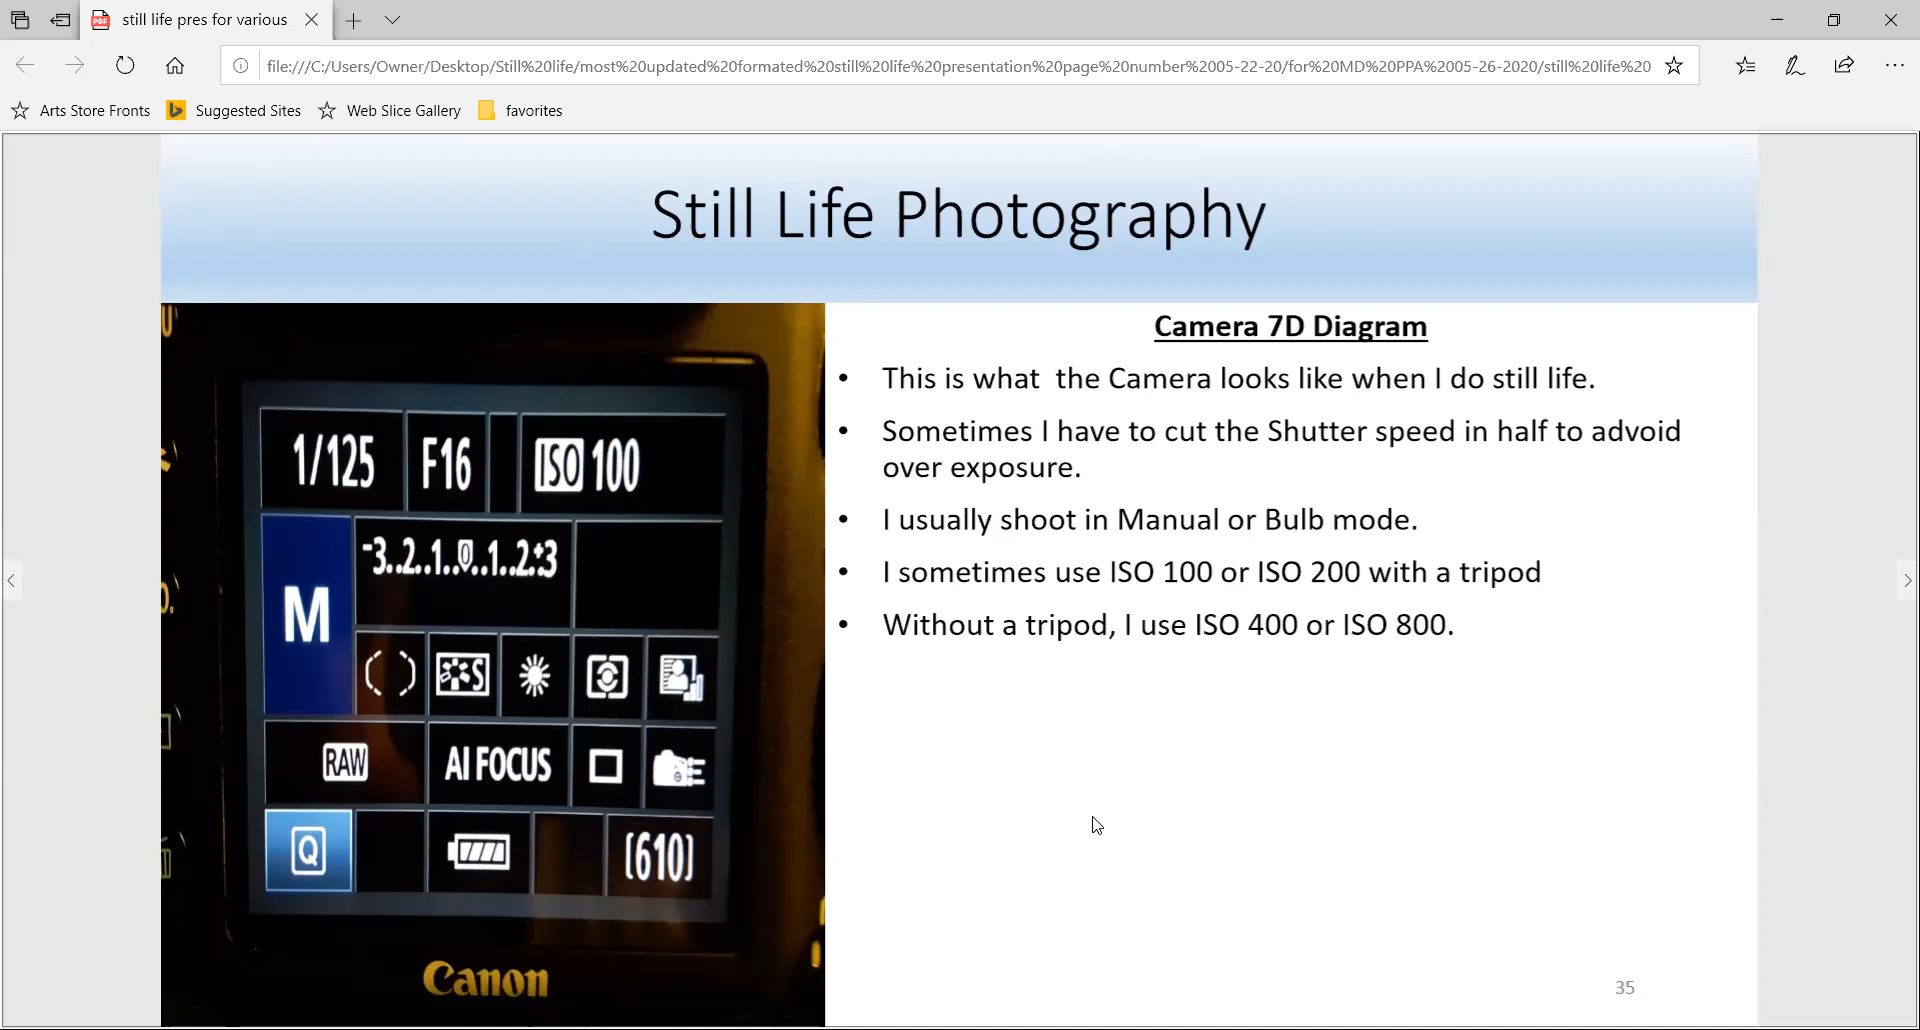 still life pres for various
file:///C:/Users/Owner/Desktop/Still%20life/most%20updated%20formated%20still%20life%20presentation%20page%20number%2005-22-20/for%20MD%20PPA%2005-26-2020/still%20life%20
Arts Store Fronts
Suggested Sites
Web Slice Gallery
favorites
Still Life Photography
Camera 7D Diagram
• This is what the Camera looks like when I do still life.
• Sometimes I have to cut the Shutter speed in half to advoid
over exposure.
• I usually shoot in Manual or Bulb mode.
• I sometimes use ISO 100 or ISO 200 with a tripod
• Without a tripod, I use ISO 400 or ISO 800.
1/125 F16 ISO 100
M
-3..2..1..0..1..2.+3
S
RAW AI FOCUS
Q [610]
Canon
35